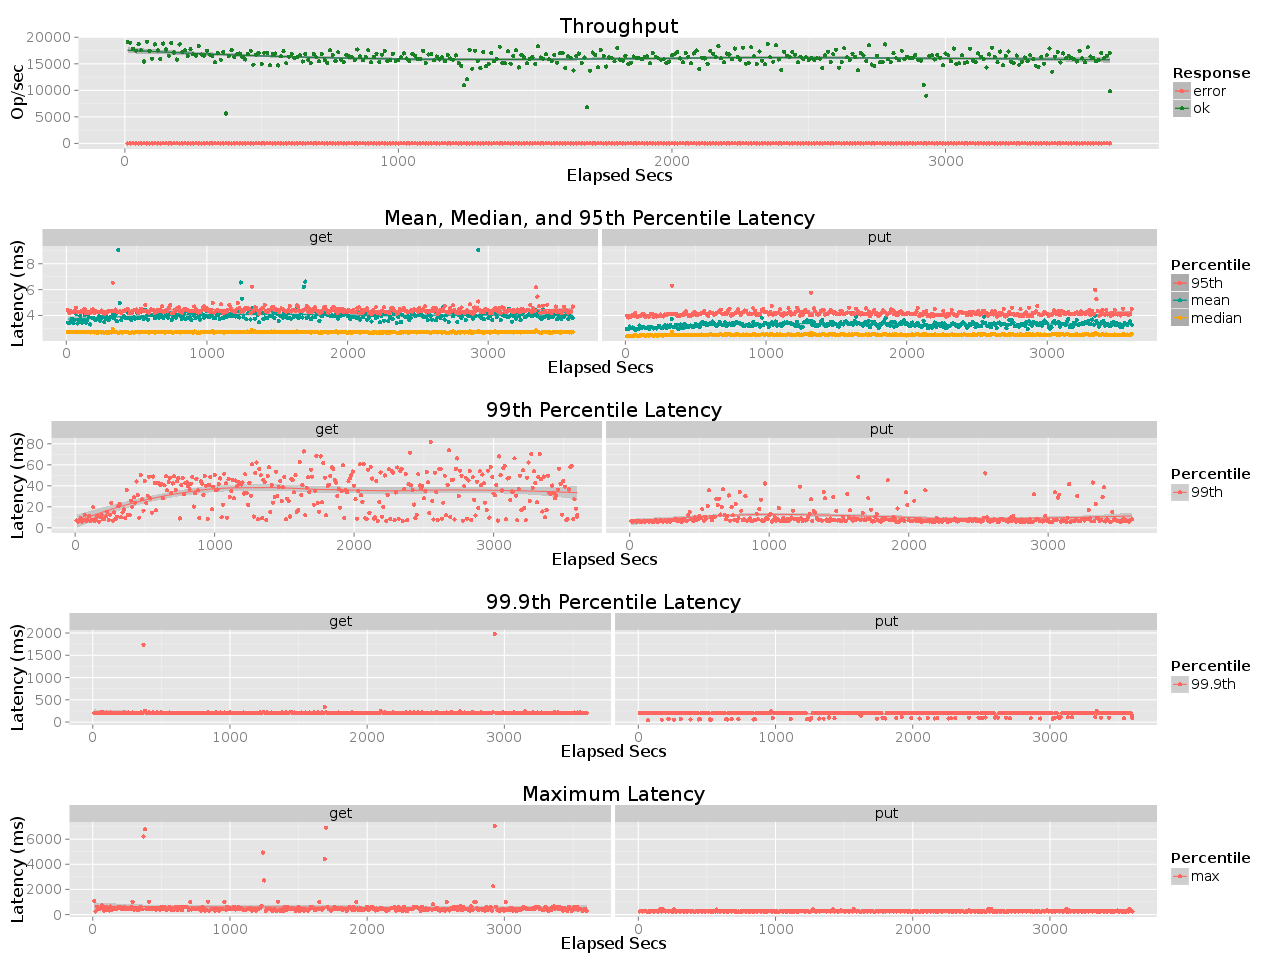 Throughput
20000
15000
10000
5000
0
Op/sec
0 1000 2000 3000
Elapsed Secs
Response
error
ok
Mean, Median, and 95th Percentile Latency
get put
8
6
4
Latency (ms)
0 1000 2000 3000 0 1000 2000 3000
Elapsed Secs
Percentile
95th
mean
median
99th Percentile Latency
get put
80
60
40
20
0
Latency (ms)
0 1000 2000 3000 0 1000 2000 3000
Elapsed Secs
Percentile
99th
99.9th Percentile Latency
get put
2000
1500
1000
500
0
Latency (ms)
0 1000 2000 3000 0 1000 2000 3000
Elapsed Secs
Percentile
99.9th
Maximum Latency
get put
6000
4000
2000
0
Latency (ms)
0 1000 2000 3000 0 1000 2000 3000
Elapsed Secs
Percentile
max